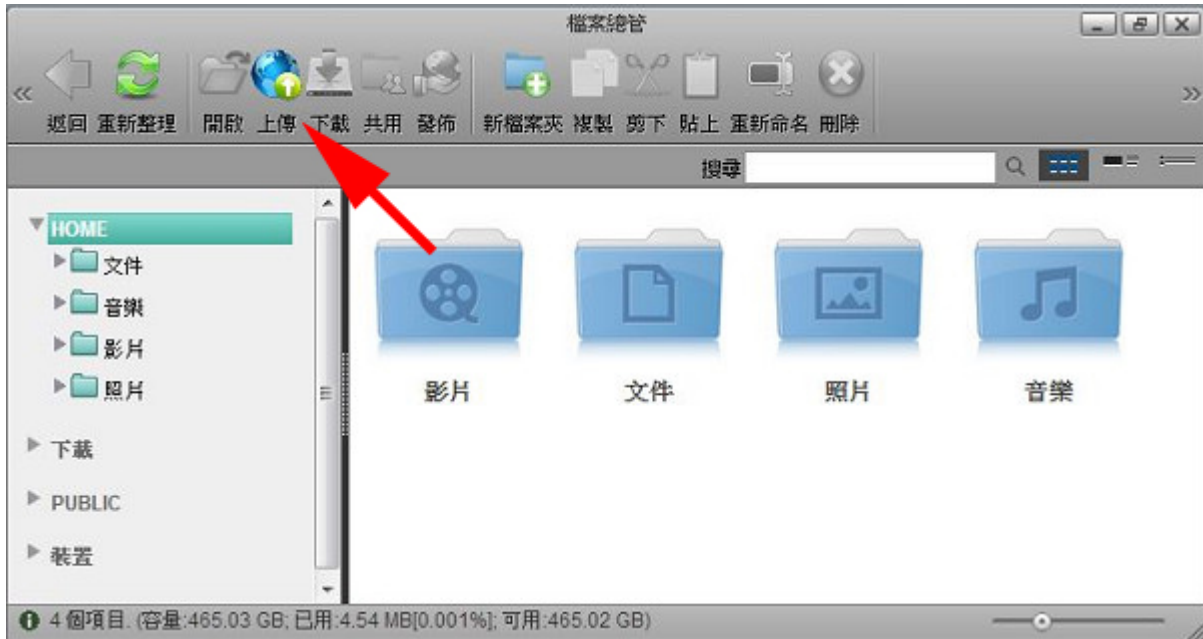 檔案總管
返回 重新整理 開啟 上傳 下載 共用 發佈 新檔案夾 複製 剪下 貼上 重新命名 刪除
搜尋
HOME
文件
音樂
影片
照片
下載
PUBLIC
裝置
影片 文件 照片 音樂
4 個項目. (容量:465.03 GB; 已用:4.54 MB[0.001%]; 可用:465.02 GB)